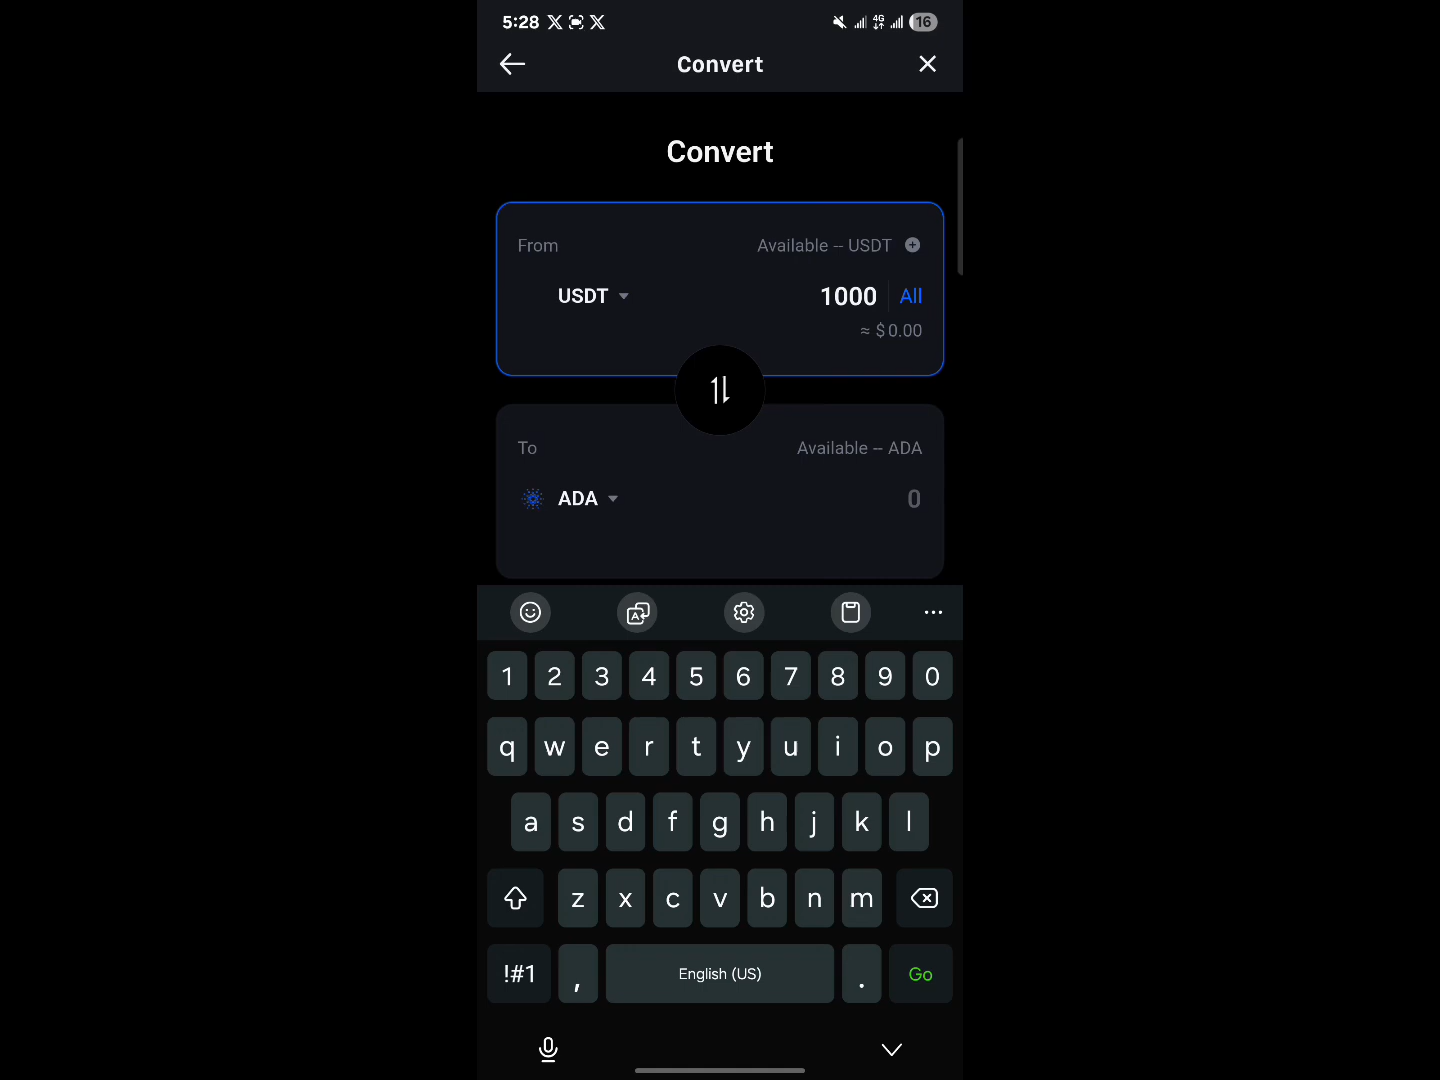 5:28 16
Convert
Convert
From Available -- USDT
USDT 1000 All
≈ $0.00
To Available -- ADA
ADA 0
1 2 3 4 5 6 7 8 9 0
q w e r t y u i o p
a s d f g h j k l
z x c v b n m
!#1 , English (US) . Go